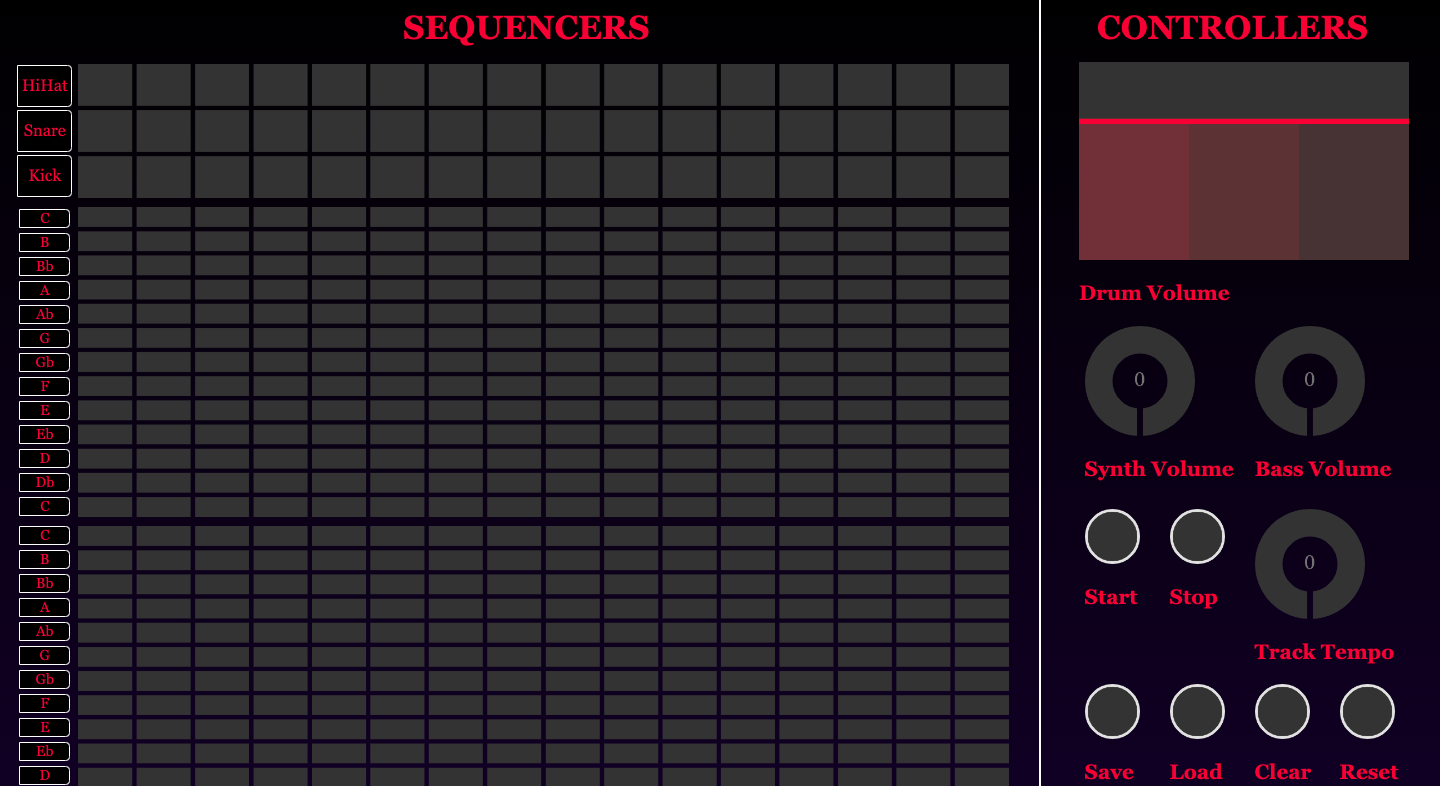 SEQUENCERS
HiHat
Snare
Kick
C
B
Bb
A
Ab
G
Gb
F
E
Eb
D
Db
C
C
B
Bb
A
Ab
G
Gb
F
E
Eb
D
CONTROLLERS
Drum Volume
0 0
Synth Volume Bass Volume
0
Start Stop
Track Tempo
Save Load Clear Reset